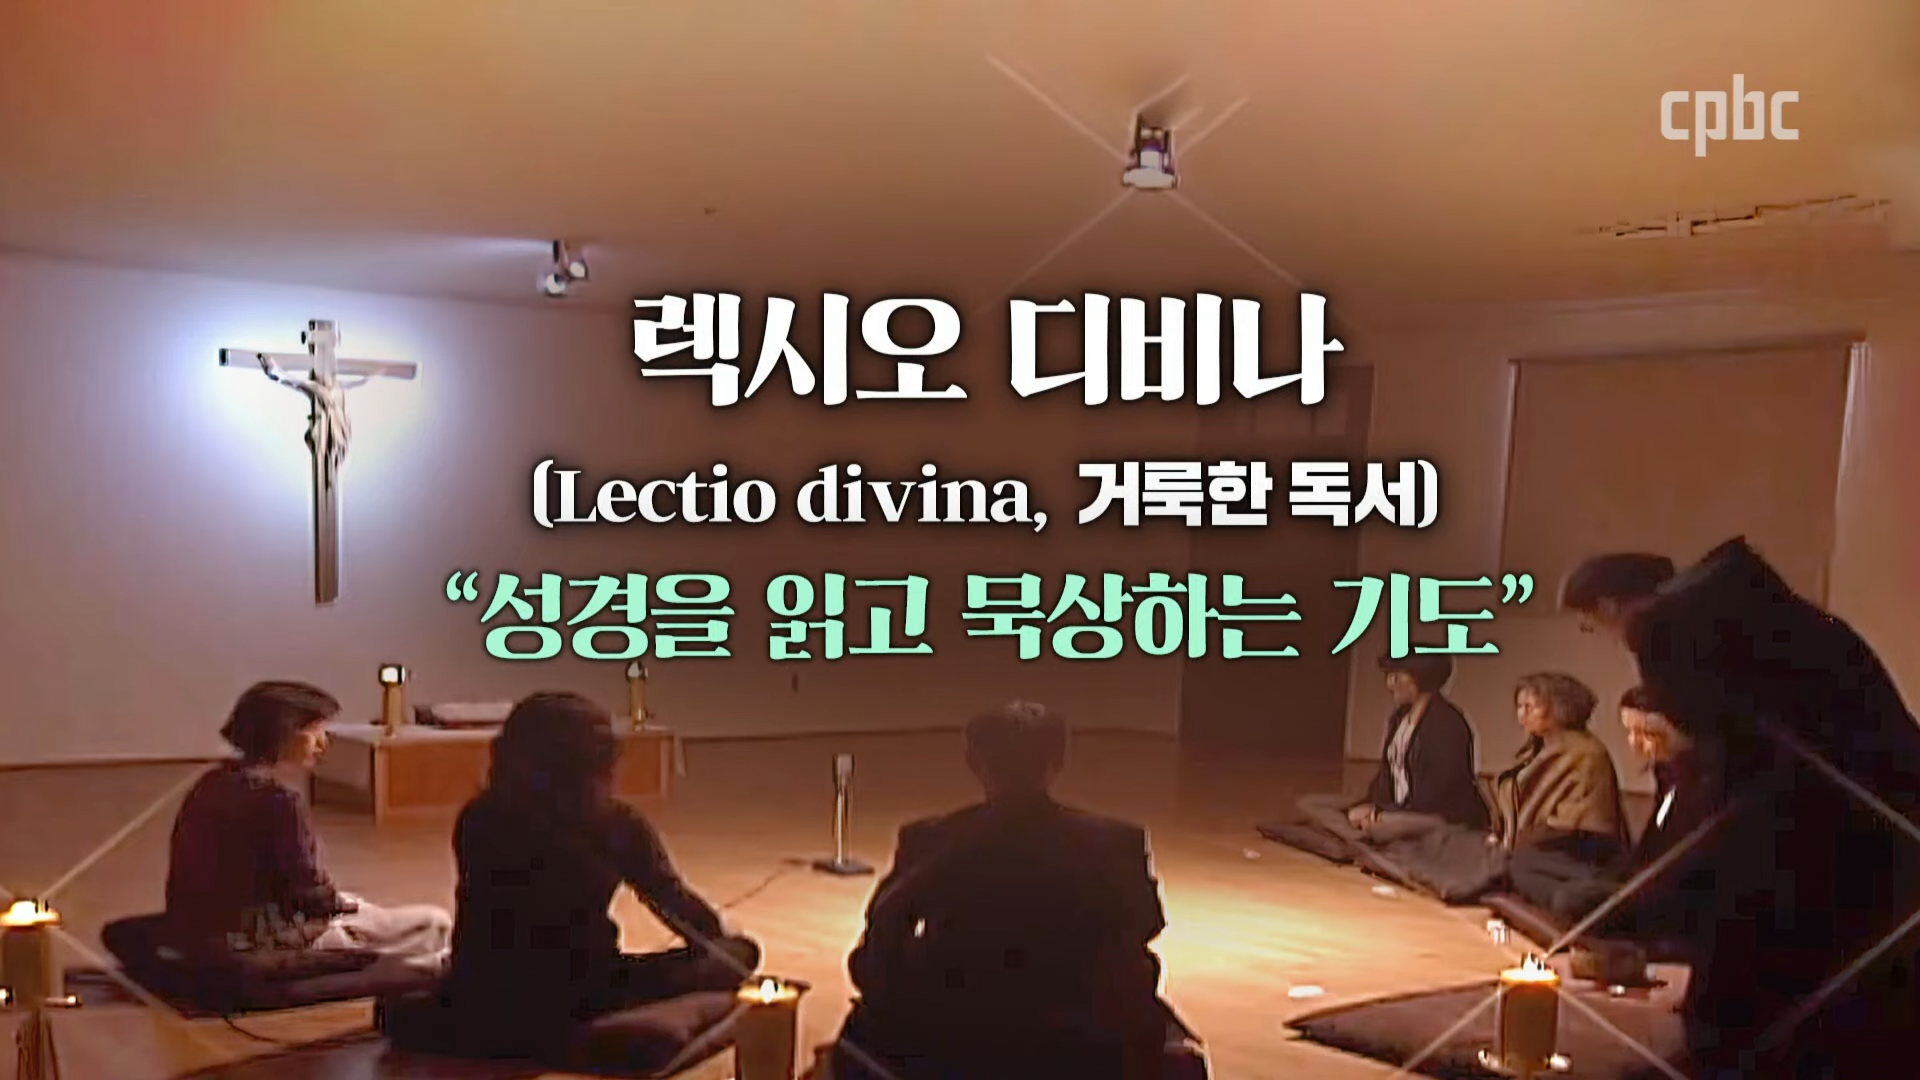 cpbc
렉시오 디비나
(Lectio divina, 거룩한 독서)
“성경을 읽고 묵상하는 기도”